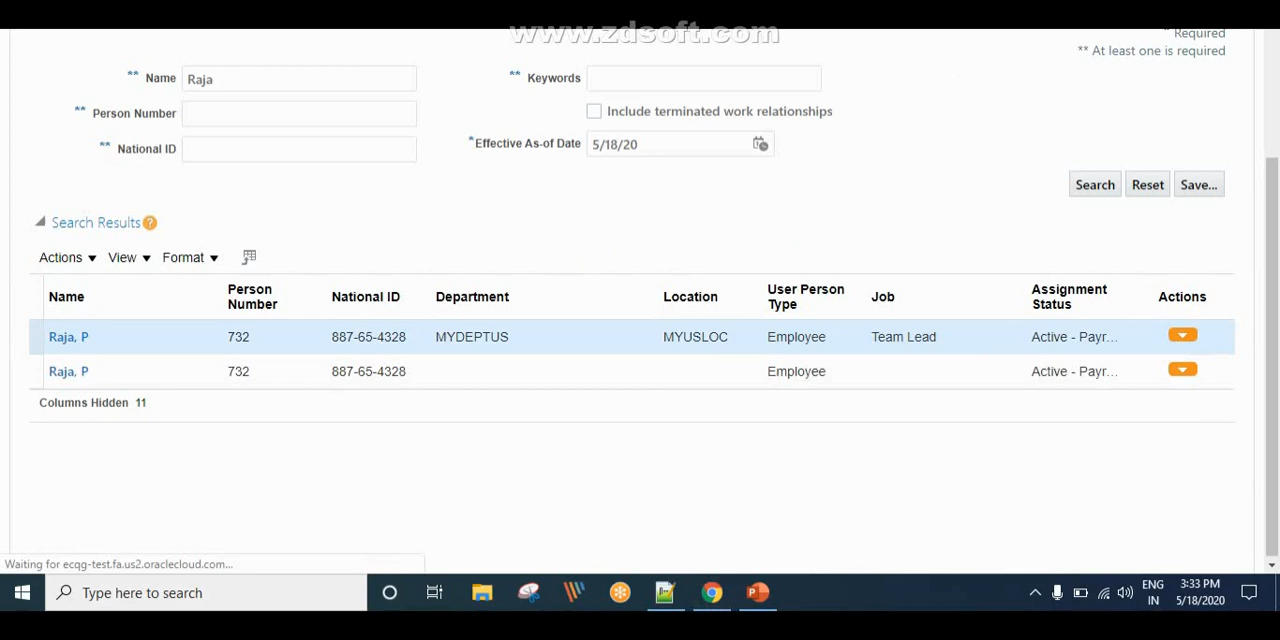 www.zdsoft.com
* Required
** At least one is required
** Name Raja
** Keywords
** Person Number
Include terminated work relationships
** National ID
* Effective As-of Date 5/18/20
Search Reset Save...
Search Results ?
Actions View Format
Name Person Number National ID Department Location User Person Type Job Assignment Status Actions
Raja, P 732 887-65-4328 MYDEPTUS MYUSLOC Employee Team Lead Active - Payr...
Raja, P 732 887-65-4328 Employee Active - Payr...
Columns Hidden 11
Waiting for ecqg-test.fa.us2.oraclecloud.com...
Type here to search
ENG
IN
3:33 PM
5/18/2020